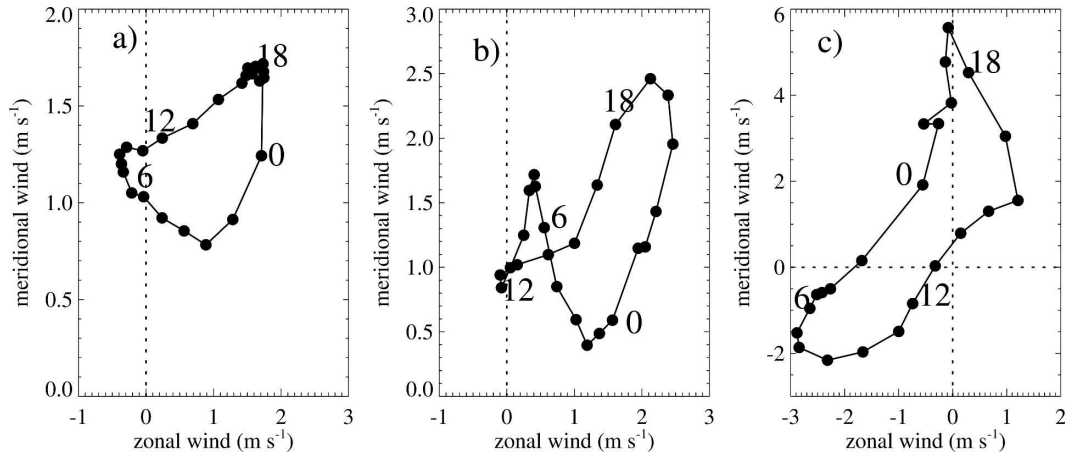 a)
2.0
1.5
1.0
0.5
0.0
-1 0 1 2 3
meridional wind (m s⁻¹)
zonal wind (m s⁻¹)
18
12
6
0
b)
3.0
2.5
2.0
1.5
1.0
0.5
0.0
-1 0 1 2 3
meridional wind (m s⁻¹)
zonal wind (m s⁻¹)
18
6
12
0
c)
6
4
2
0
-2
-3 -2 -1 0 1 2
meridional wind (m s⁻¹)
zonal wind (m s⁻¹)
18
0
6
12